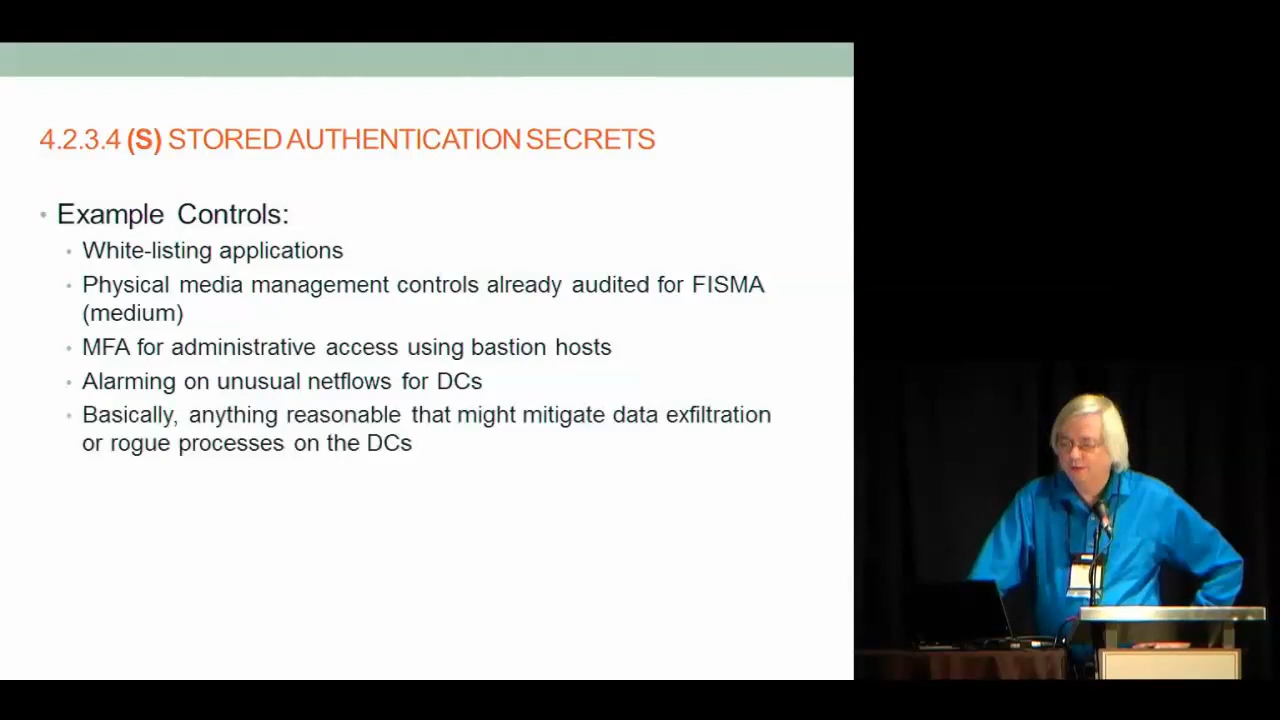 4.2.3.4 (S) STORED AUTHENTICATION SECRETS
• Example Controls:
• White-listing applications
• Physical media management controls already audited for FISMA
(medium)
• MFA for administrative access using bastion hosts
• Alarming on unusual netflows for DCs
• Basically, anything reasonable that might mitigate data exfiltration
or rogue processes on the DCs